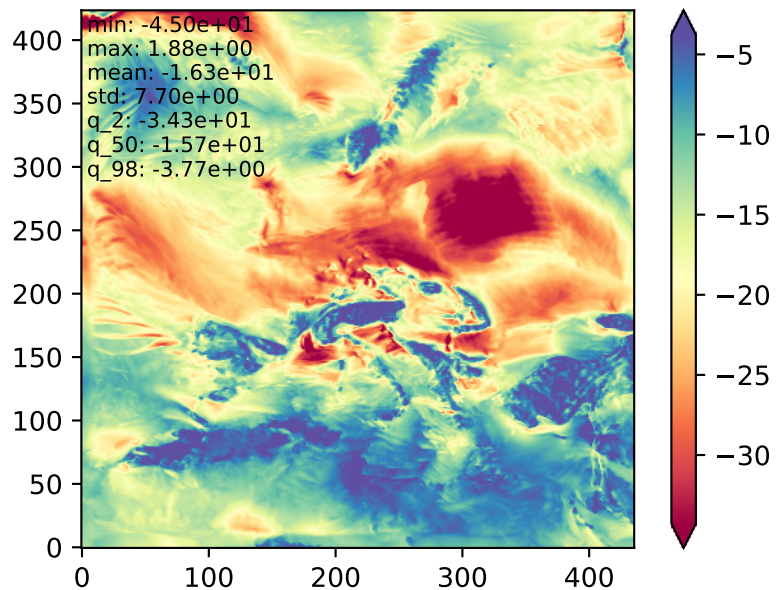 min: -4.50e+01
max: 1.88e+00
mean: -1.63e+01
std: 7.70e+00
q_2: -3.43e+01
q_50: -1.57e+01
q_98: -3.77e+00
400
350
300
250
200
150
100
50
0
0 100 200 300 400
−5
−10
−15
−20
−25
−30